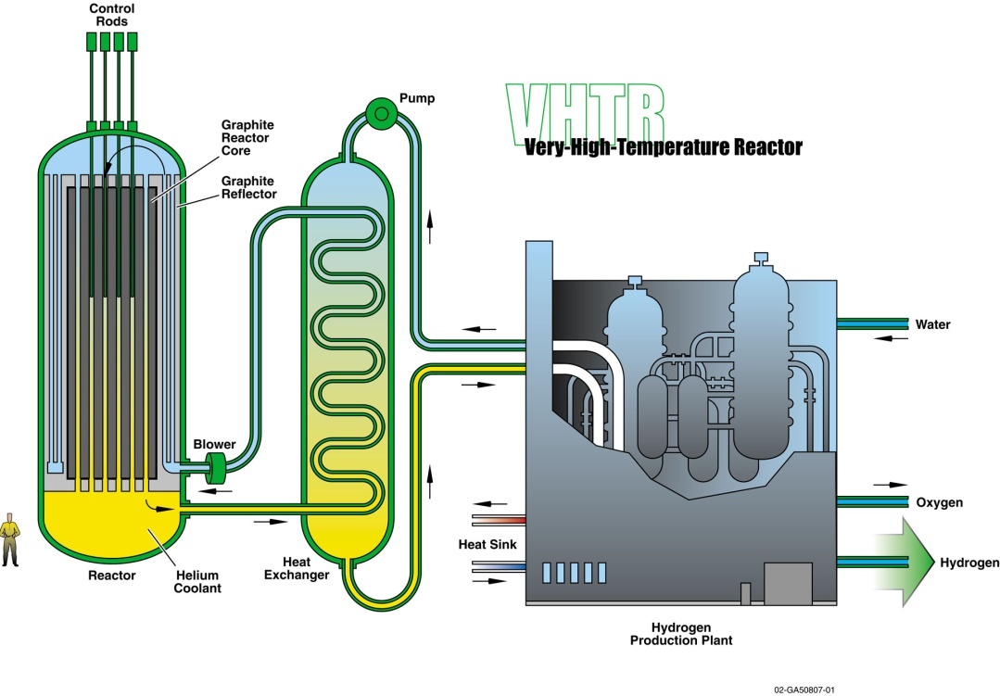 Control
Rods
Pump
VHTR
Very-High-Temperature Reactor
Graphite
Reactor
Core
Graphite
Reflector
Water
Blower
Oxygen
Heat Sink
Hydrogen
Reactor
Helium
Coolant
Heat
Exchanger
Hydrogen
Production Plant
02-GA50807-01